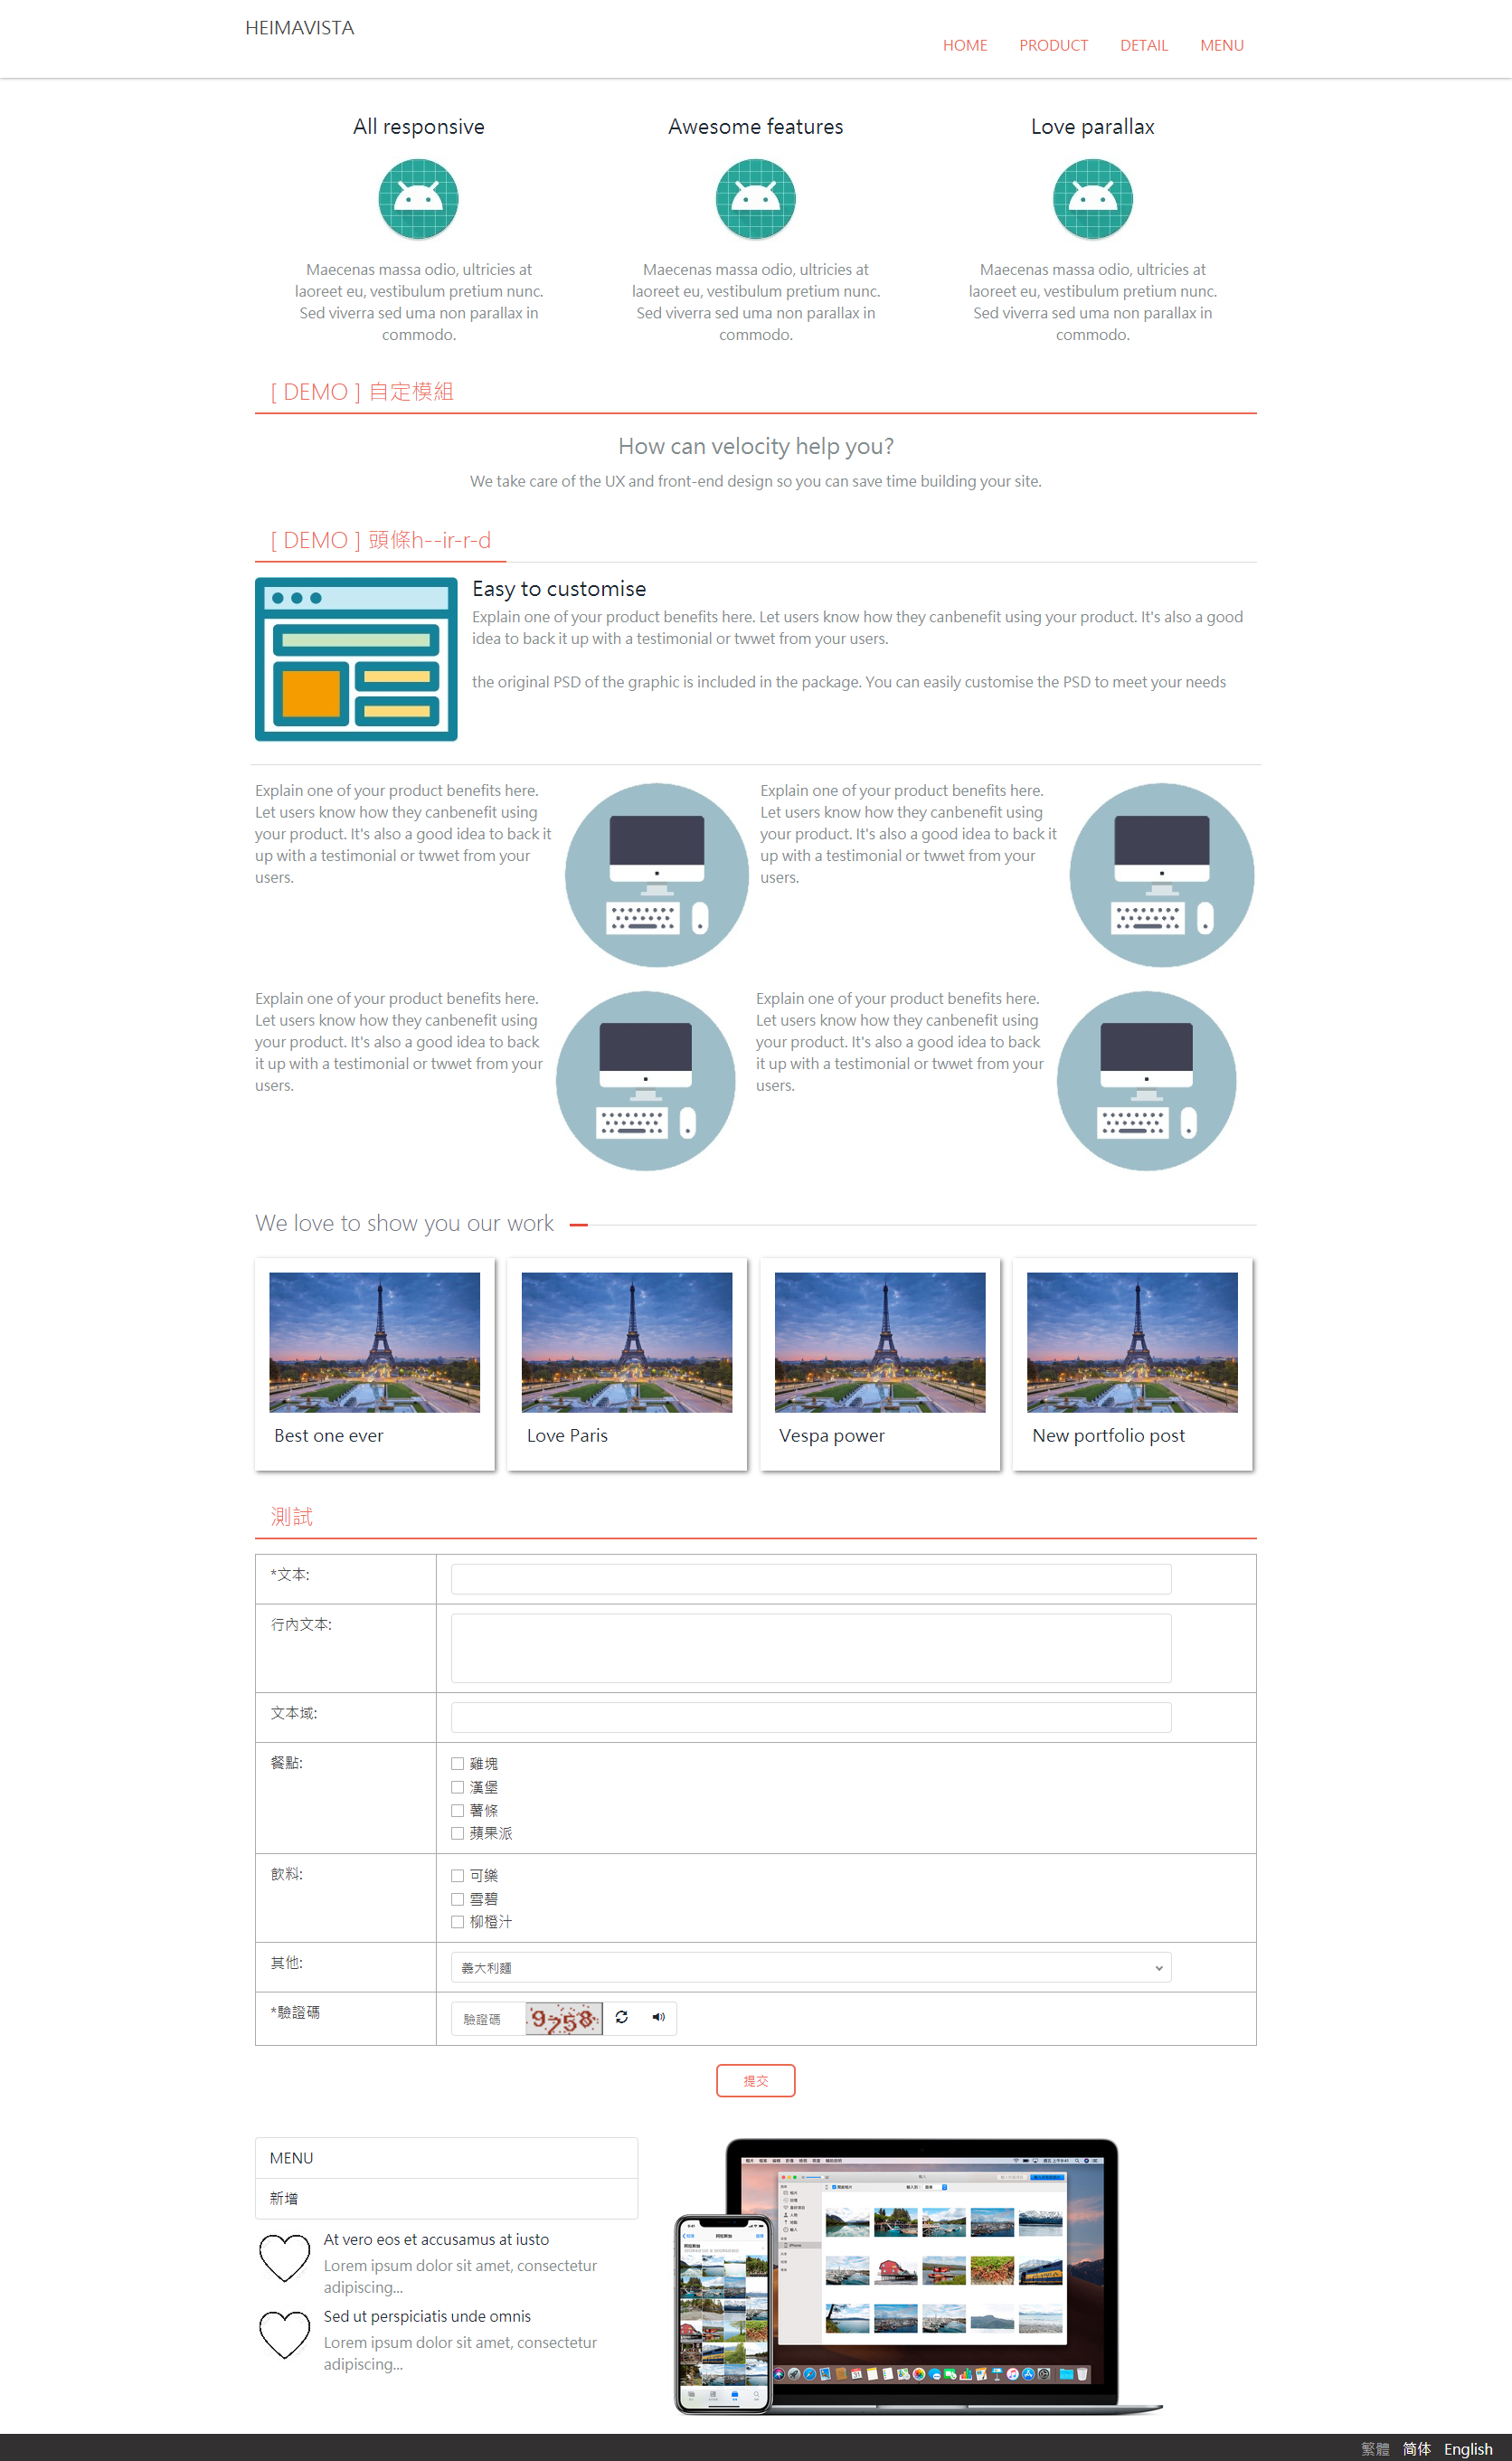 HEIMAVISTA
HOME PRODUCT DETAIL MENU
All responsive
Maecenas massa odio, ultricies at
laoreet eu, vestibulum pretium nunc.
Sed viverra sed uma non parallax in
commodo.
Awesome features
Maecenas massa odio, ultricies at
laoreet eu, vestibulum pretium nunc.
Sed viverra sed uma non parallax in
commodo.
Love parallax
Maecenas massa odio, ultricies at
laoreet eu, vestibulum pretium nunc.
Sed viverra sed uma non parallax in
commodo.
[ DEMO ] 自定模組
How can velocity help you?
We take care of the UX and front-end design so you can save time building your site.
[ DEMO ] 頭條h--ir-r-d
Easy to customise
Explain one of your product benefits here. Let users know how they canbenefit using your product. It's also a good
idea to back it up with a testimonial or twwet from your users.
the original PSD of the graphic is included in the package. You can easily customise the PSD to meet your needs
Explain one of your product benefits here.
Let users know how they canbenefit using
your product. It's also a good idea to back it
up with a testimonial or twwet from your
users.
Explain one of your product benefits here.
Let users know how they canbenefit using
your product. It's also a good idea to back it
up with a testimonial or twwet from your
users.
Explain one of your product benefits here.
Let users know how they canbenefit using
your product. It's also a good idea to back
it up with a testimonial or twwet from your
users.
Explain one of your product benefits here.
Let users know how they canbenefit using
your product. It's also a good idea to back
it up with a testimonial or twwet from your
users.
We love to show you our work
Best one ever
Love Paris
Vespa power
New portfolio post
測試
*文本:
行內文本:
文本域:
餐點:
雞塊
漢堡
薯條
蘋果派
飲料:
可樂
雪碧
柳橙汁
其他:
義大利麵
*驗證碼
驗證碼
9758
提交
MENU
新增
At vero eos et accusamus at iusto
Lorem ipsum dolor sit amet, consectetur
adipiscing...
Sed ut perspiciatis unde omnis
Lorem ipsum dolor sit amet, consectetur
adipiscing...
繁體 简体 English